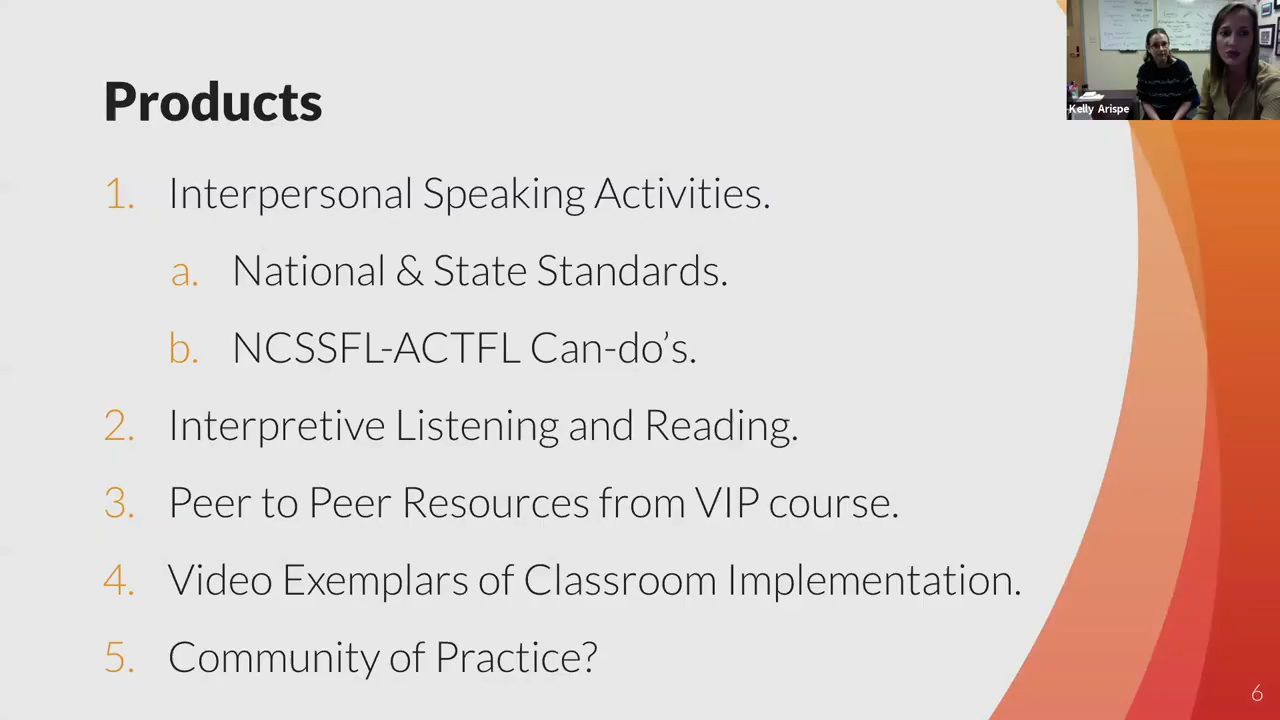 Products
Kelly Arispe
1. Interpersonal Speaking Activities.
a. National & State Standards.
b. NCSSFL-ACTFL Can-do’s.
2. Interpretive Listening and Reading.
3. Peer to Peer Resources from VIP course.
4. Video Exemplars of Classroom Implementation.
5. Community of Practice?
6